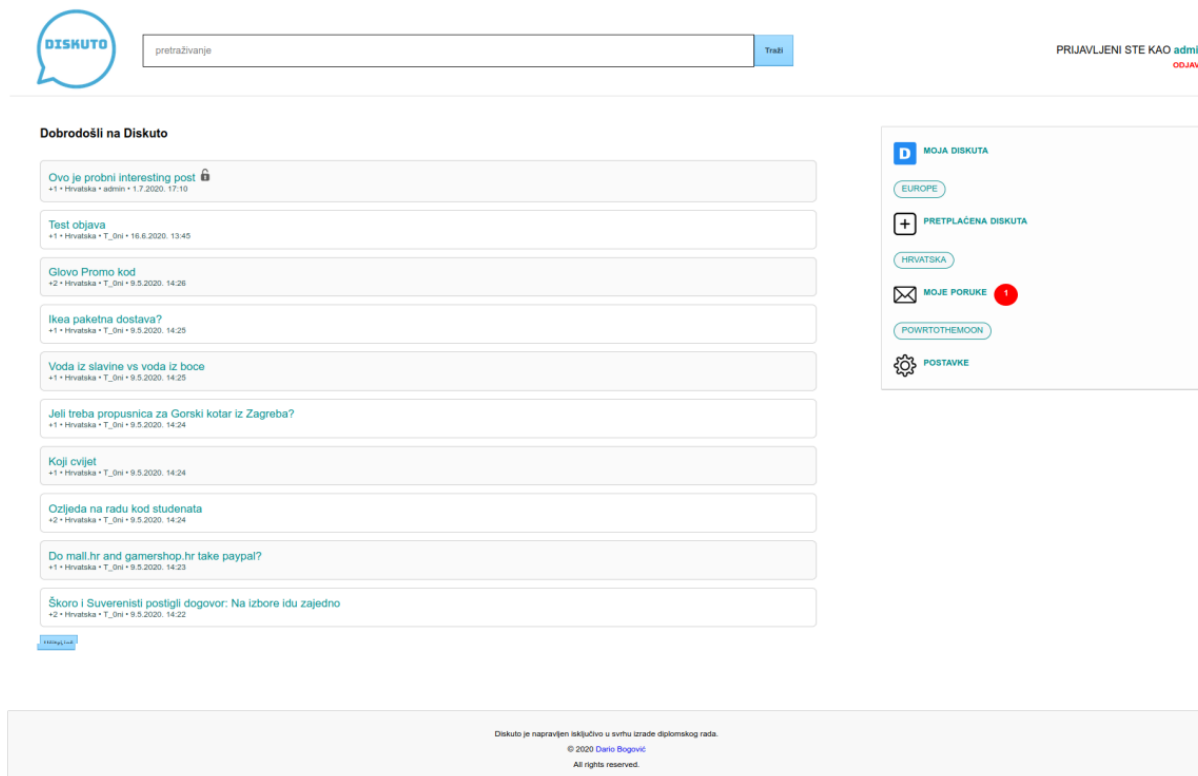 DISKUTO
pretraživanje
Traži
PRIJAVLJENI STE KAO admi
ODJAV
Dobrodošli na Diskuto
Ovo je probni interesting post
+1 • Hrvatska • admin • 1.7.2020. 17:10
Test objava
+1 • Hrvatska • T_0ni • 16.6.2020. 13:45
Glovo Promo kod
+2 • Hrvatska • T_0ni • 9.5.2020. 14:26
Ikea paketna dostava?
+1 • Hrvatska • T_0ni • 9.5.2020. 14:25
Voda iz slavine vs voda iz boce
+1 • Hrvatska • T_0ni • 9.5.2020. 14:25
Jeli treba propusnica za Gorski kotar iz Zagreba?
+1 • Hrvatska • T_0ni • 9.5.2020. 14:24
Koji cvijet
+1 • Hrvatska • T_0ni • 9.5.2020. 14:24
Ozljeda na radu kod studenata
+2 • Hrvatska • T_0ni • 9.5.2020. 14:24
Do mall.hr and gamershop.hr take paypal?
+1 • Hrvatska • T_0ni • 9.5.2020. 14:23
Škoro i Suverenisti postigli dogovor: Na izbore idu zajedno
+2 • Hrvatska • T_0ni • 9.5.2020. 14:22
D MOJA DISKUTA
EUROPE
PRETPLAĆENA DISKUTA
HRVATSKA
MOJE PORUKE 1
POWRTOTHEMOON
POSTAVKE
Diskuto je napravljen isključivo u svrhu izrade diplomskog rada.
© 2020 Dario Bogović
All rights reserved.